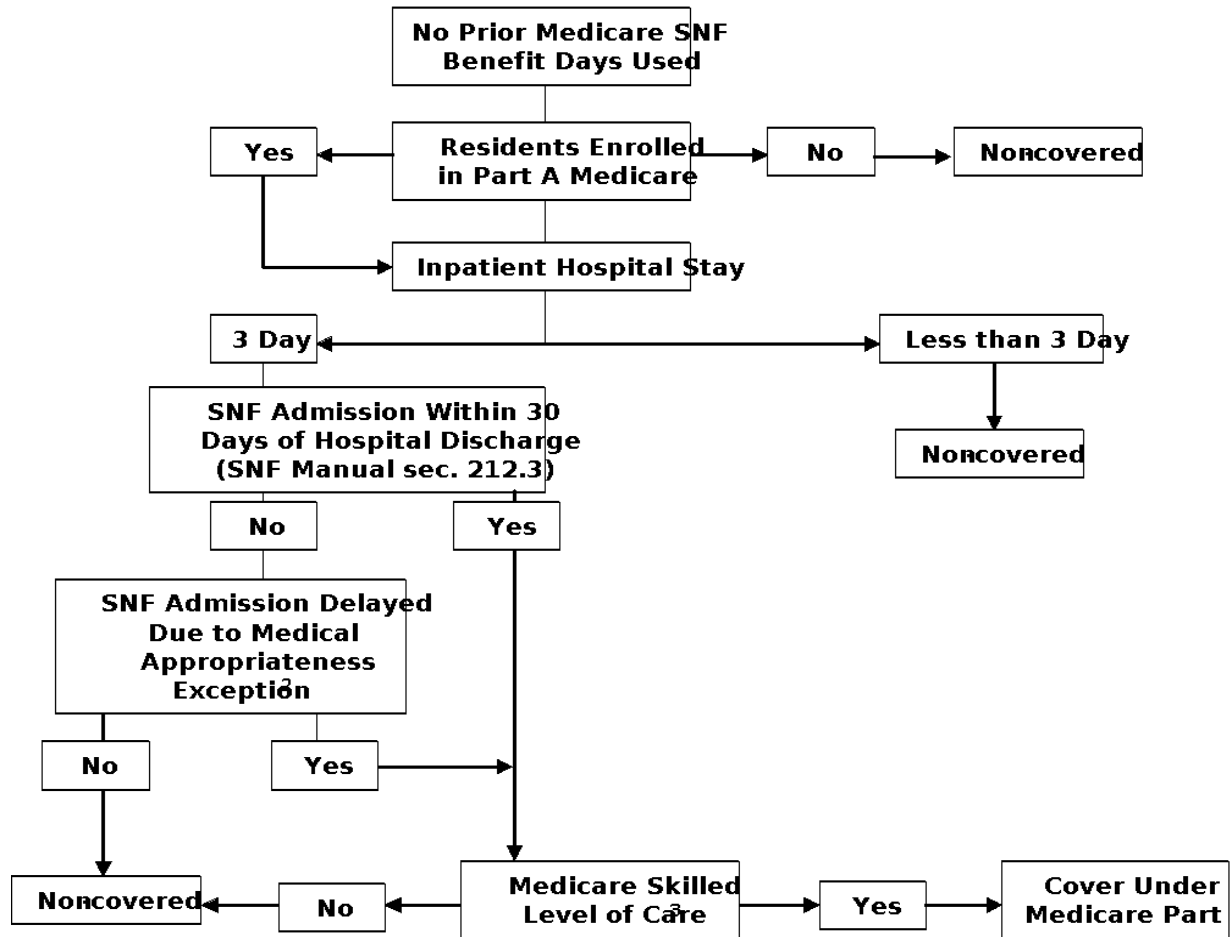 No Prior Medicare SNF
Benefit Days Used
Yes
Residents Enrolled
in Part A Medicare
No
Noncovered
Inpatient Hospital Stay
3 Day
Less than 3 Day
SNF Admission Within 30
Days of Hospital Discharge
(SNF Manual sec. 212.3)
Noncovered
No
Yes
SNF Admission Delayed
Due to Medical
Appropriateness
Exception2
No
Yes
Noncovered
No
Medicare Skilled
Level of Care3
Yes
Cover Under
Medicare Part